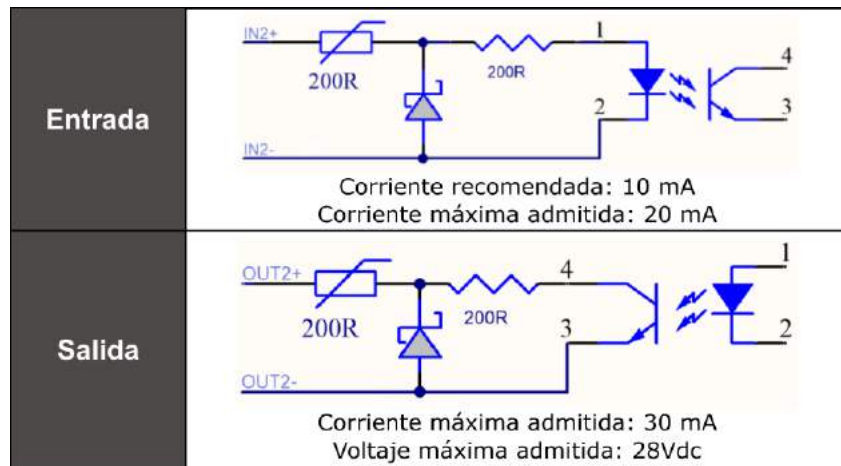 Entrada
IN2+
200R
200R
1
2
4
3
IN2-
Corriente recomendada: 10 mA
Corriente máxima admitida: 20 mA
Salida
OUT2+
200R
200R
4
3
1
2
OUT2-
Corriente máxima admitida: 30 mA
Voltaje máxima admitida: 28Vdc